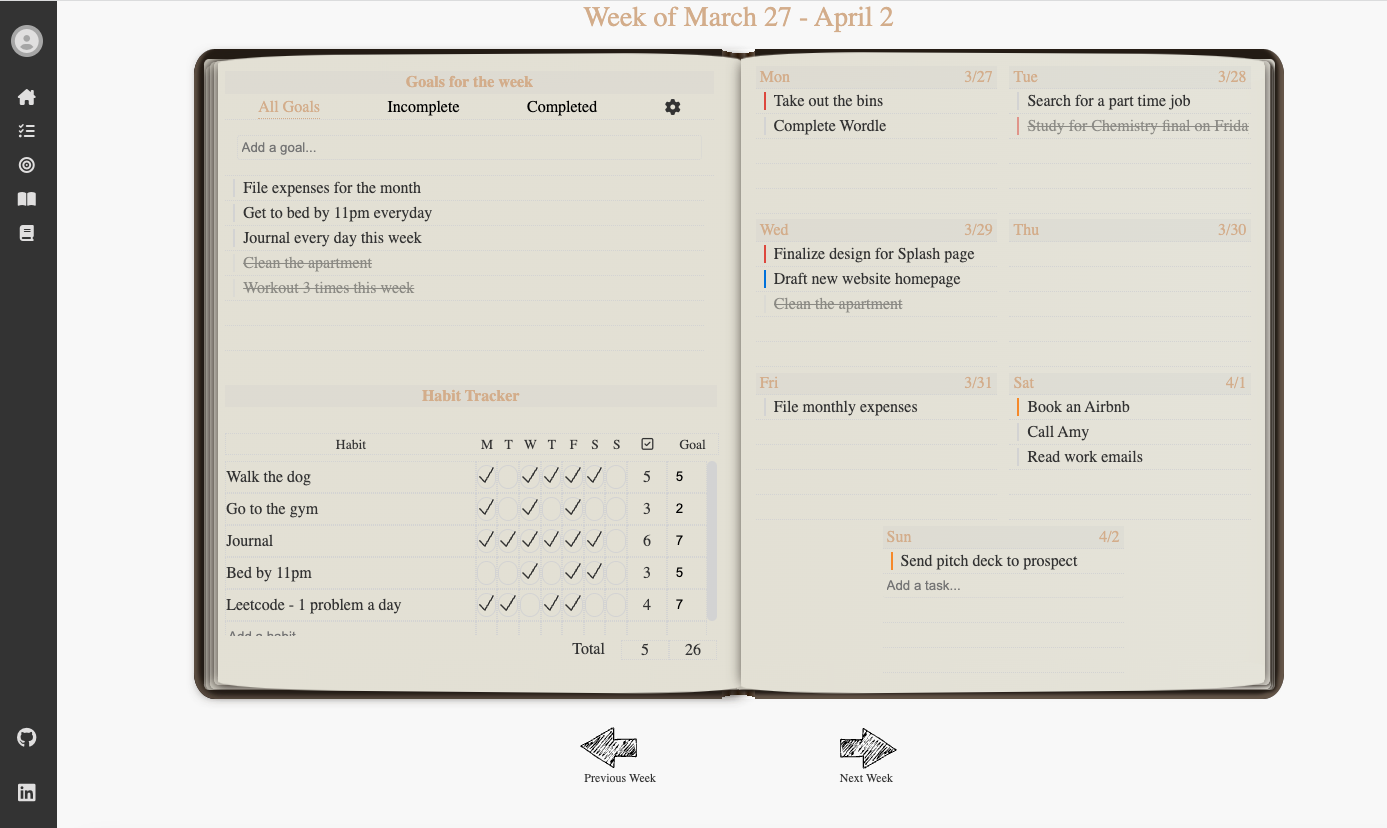 Week of March 27 - April 2
Goals for the week
All Goals Incomplete Completed
Add a goal...
File expenses for the month
Get to bed by 11pm everyday
Journal every day this week
Clean the apartment
Workout 3 times this week
Habit Tracker
Habit M T W T F S S Goal
Walk the dog 5 5
Go to the gym 3 2
Journal 6 7
Bed by 11pm 3 5
Leetcode - 1 problem a day 4 7
Add a habit
Total 5 26
Mon 3/27
Take out the bins
Complete Wordle
Tue 3/28
Search for a part time job
Study for Chemistry final on Frida
Wed 3/29
Finalize design for Splash page
Draft new website homepage
Clean the apartment
Thu 3/30
Fri 3/31
File monthly expenses
Sat 4/1
Book an Airbnb
Call Amy
Read work emails
Sun 4/2
Send pitch deck to prospect
Add a task...
Previous Week
Next Week